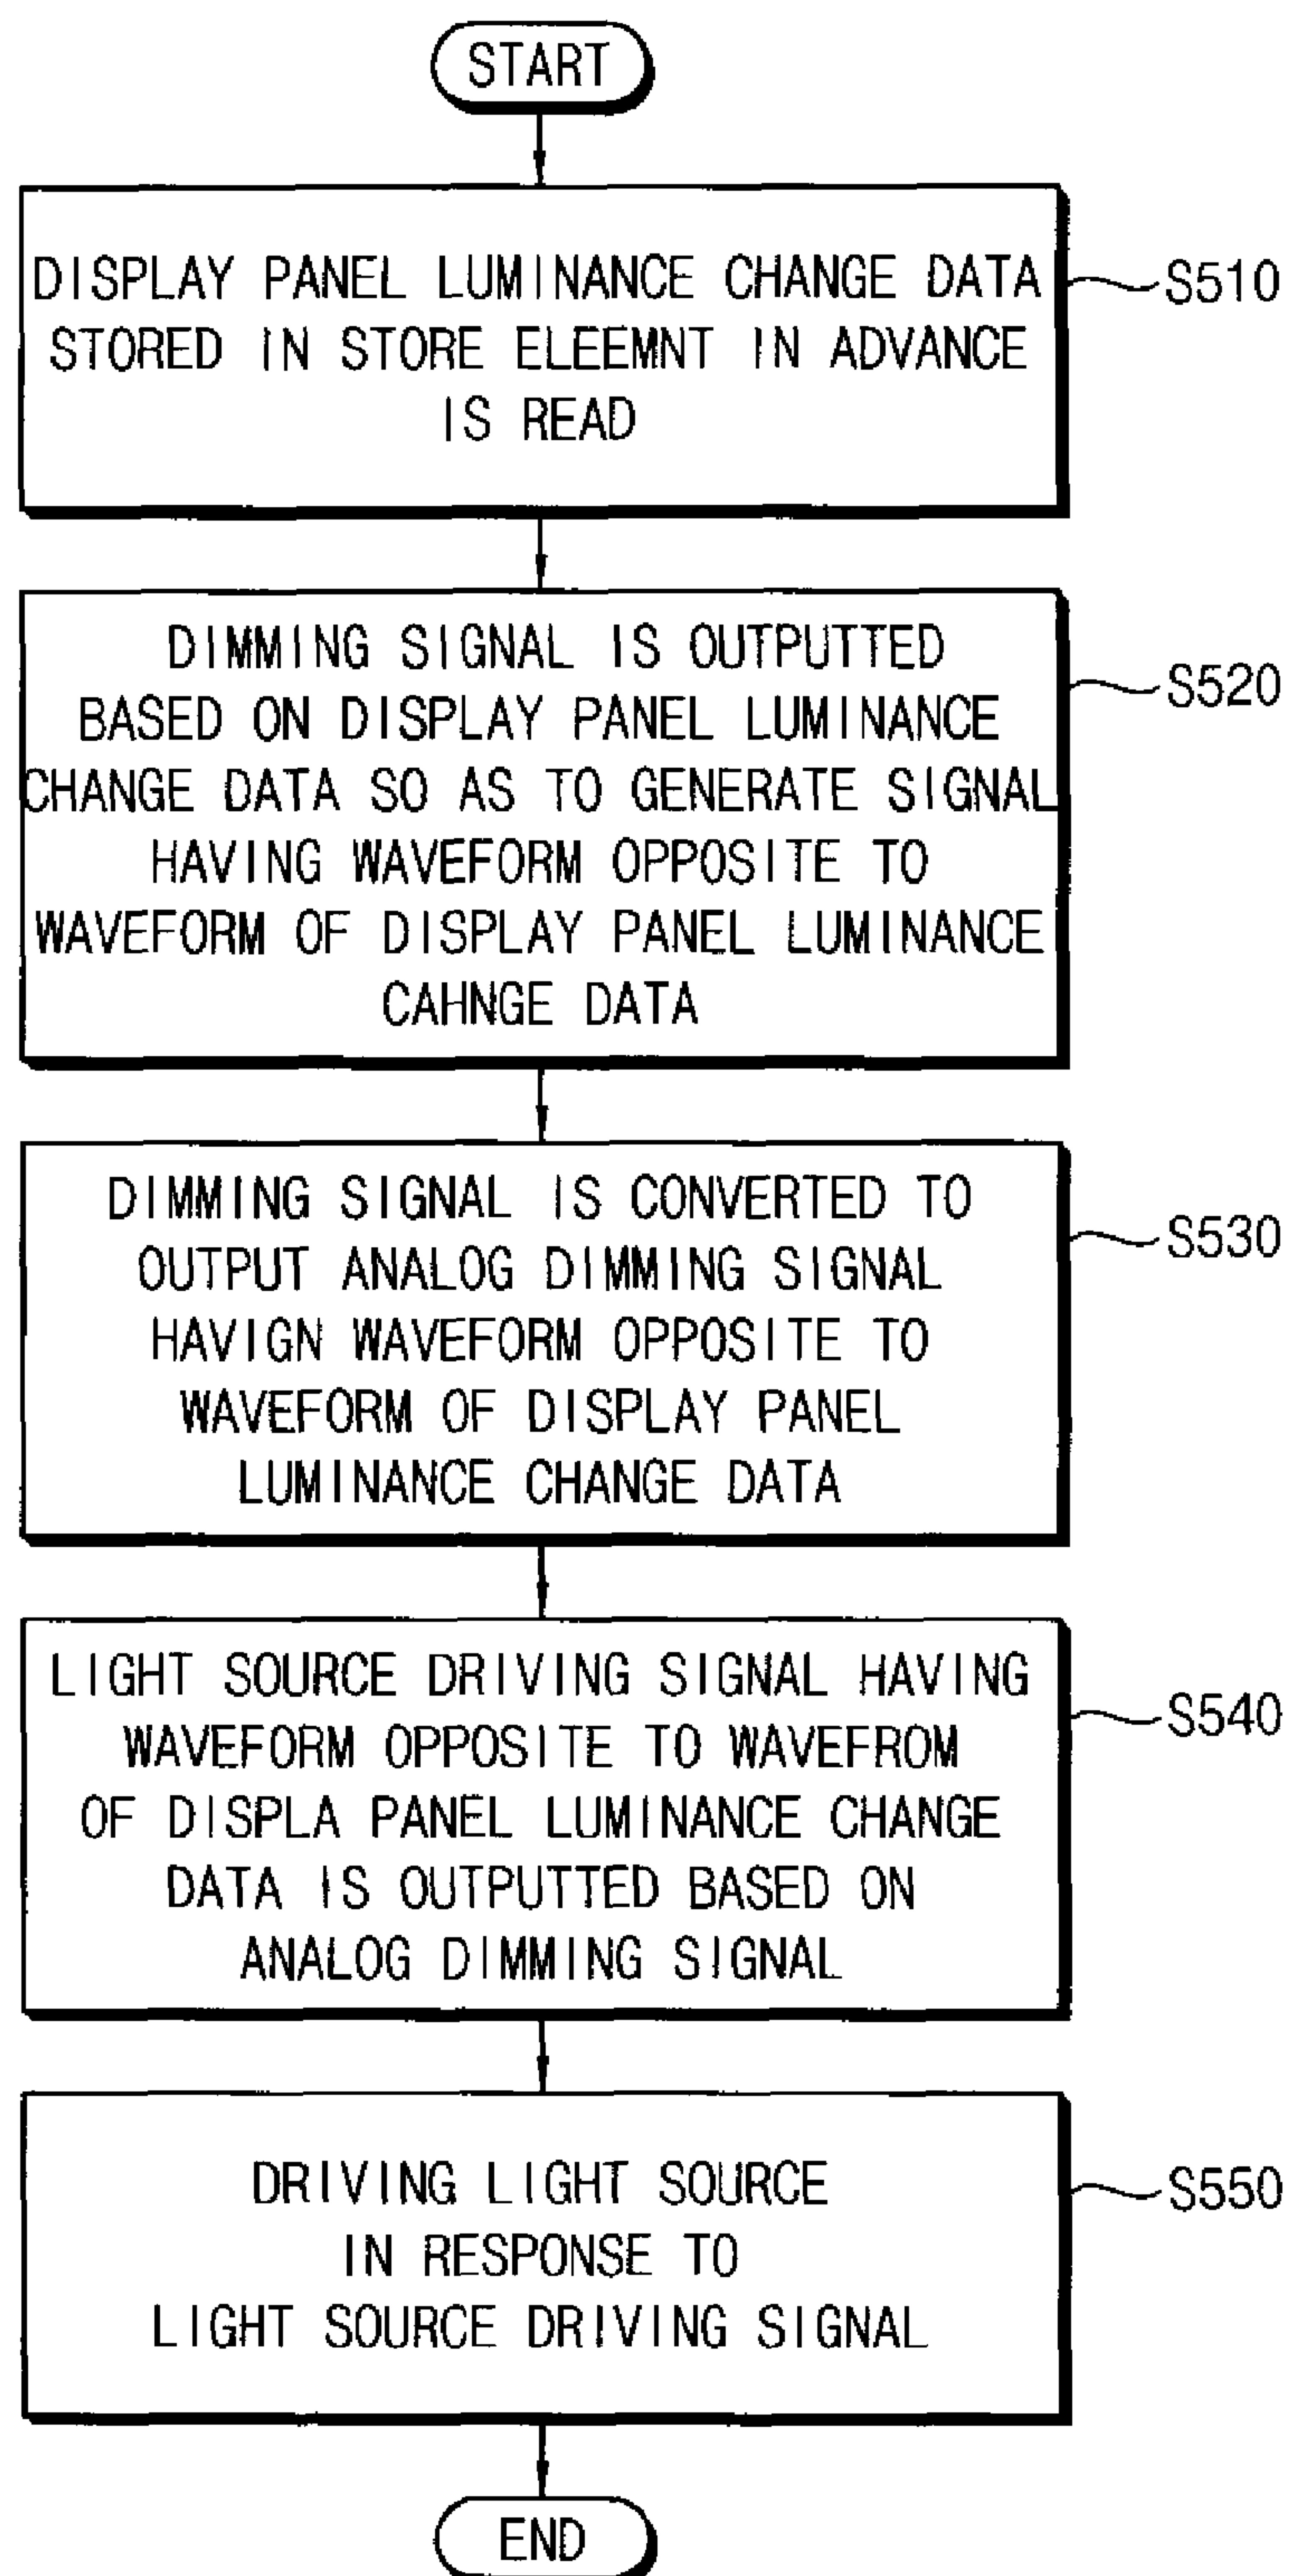 START
DISPLAY PANEL LUMINANCE CHANGE DATA
STORED IN STORE ELEEMNT IN ADVANCE
IS READ
S510
DIMMING SIGNAL IS OUTPUTTED
BASED ON DISPLAY PANEL LUMINANCE
CHANGE DATA SO AS TO GENERATE SIGNAL
HAVING WAVEFORM OPPOSITE TO
WAVEFORM OF DISPLAY PANEL LUMINANCE
CAHNGE DATA
S520
DIMMING SIGNAL IS CONVERTED TO
OUTPUT ANALOG DIMMING SIGNAL
HAVIGN WAVEFORM OPPOSITE TO
WAVEFORM OF DISPLAY PANEL
LUMINANCE CHANGE DATA
S530
LIGHT SOURCE DRIVING SIGNAL HAVING
WAVEFORM OPPOSITE TO WAVEFROM
OF DISPLA PANEL LUMINANCE CHANGE
DATA IS OUTPUTTED BASED ON
ANALOG DIMMING SIGNAL
S540
DRIVING LIGHT SOURCE
IN RESPONSE TO
LIGHT SOURCE DRIVING SIGNAL
S550
END